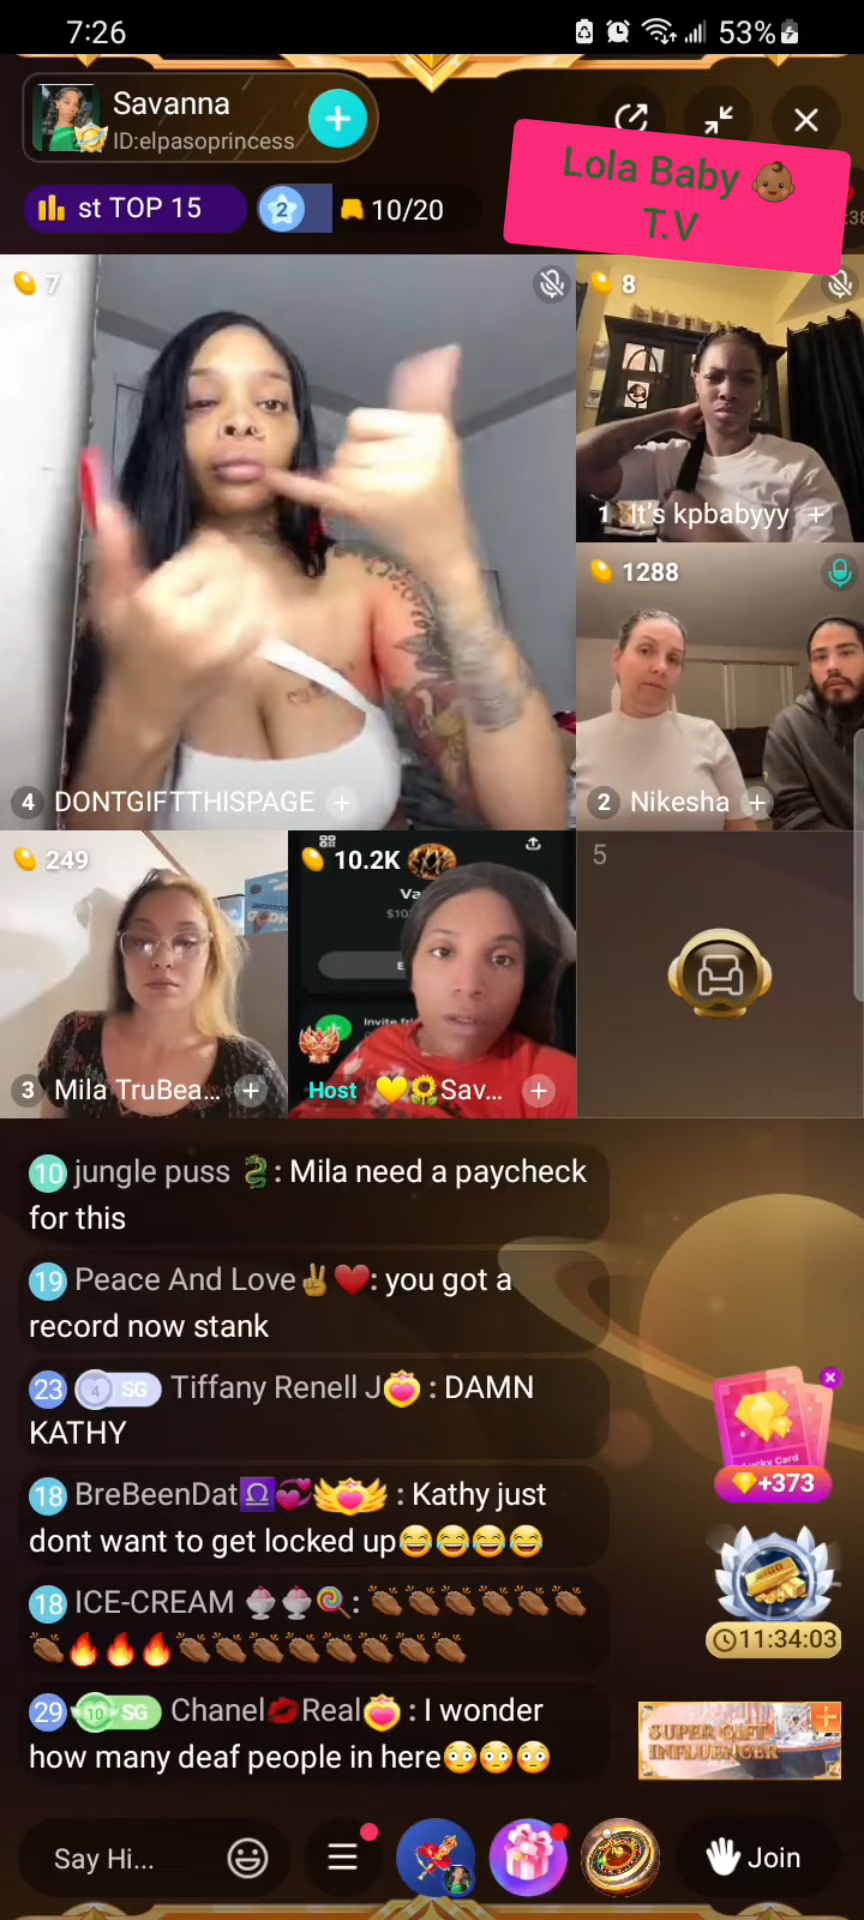 7:26
53%
Savanna
ID:elpasoprincess
Lola Baby 👶🏾
T.V
st TOP 15
2
10/20
7
8
1 It's kpbabyyy +
1288
4 DONTGIFTTHISPAGE +
2 Nikesha +
249
10.2K
5
Invite
3 Mila TruBea... +
Host 💛🌻Sav... +
10 jungle puss 🐉: Mila need a paycheck
for this
19 Peace And Love✌️❤️: you got a
record now stank
23 4 SG Tiffany Renell J : DAMN
KATHY
18 BreBeenDat♎💞 : Kathy just
dont want to get locked up😂😂😂😂
+373
18 ICE-CREAM 🍨🍨🍭: 👏🏾👏🏾👏🏾👏🏾👏🏾👏🏾
👏🏾🔥🔥🔥👏🏾👏🏾👏🏾👏🏾👏🏾👏🏾👏🏾👏🏾
11:34:03
29 10 SG Chanel💋Real : I wonder
how many deaf people in here😳😳😳
SUPER GIFT
INFLUENCER
Say Hi...
Join